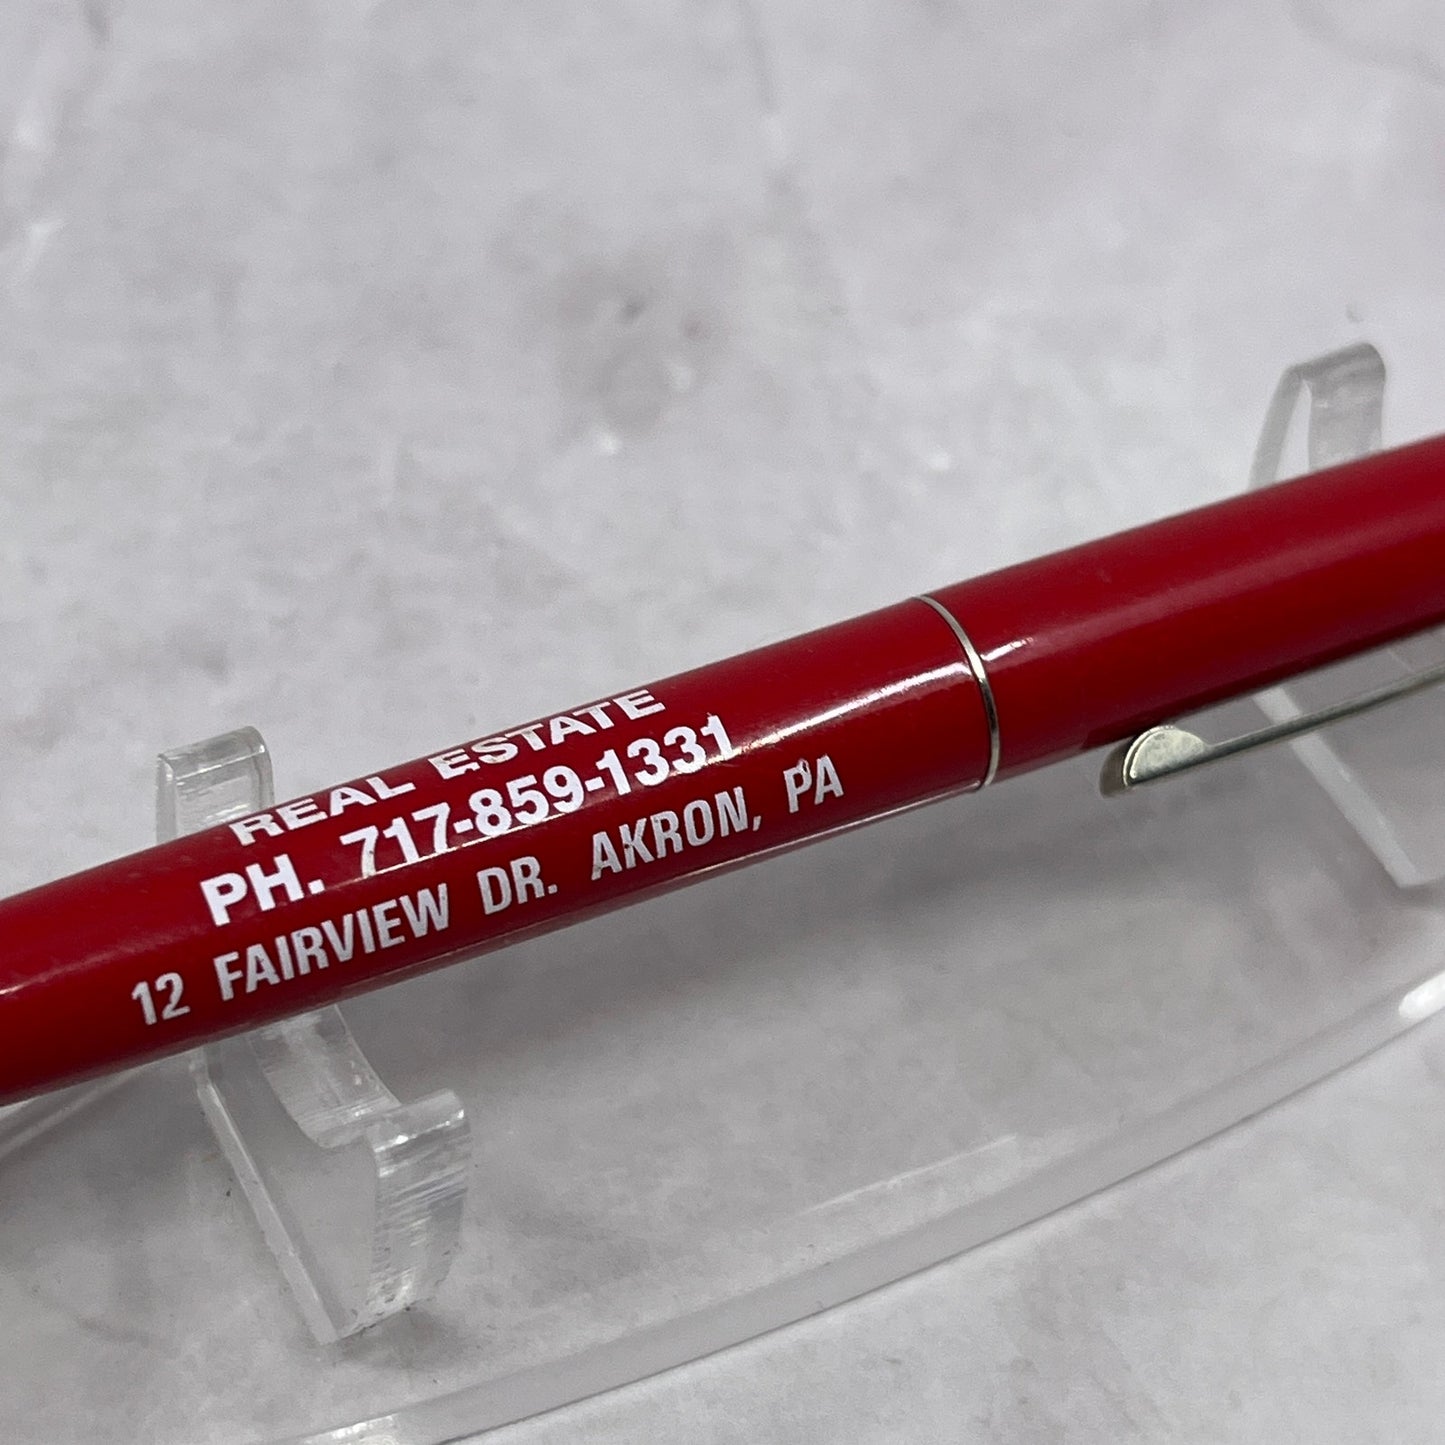 REAL ESTATE
PH. 717-859-1331
12 FAIRVIEW DR. AKRON, PA